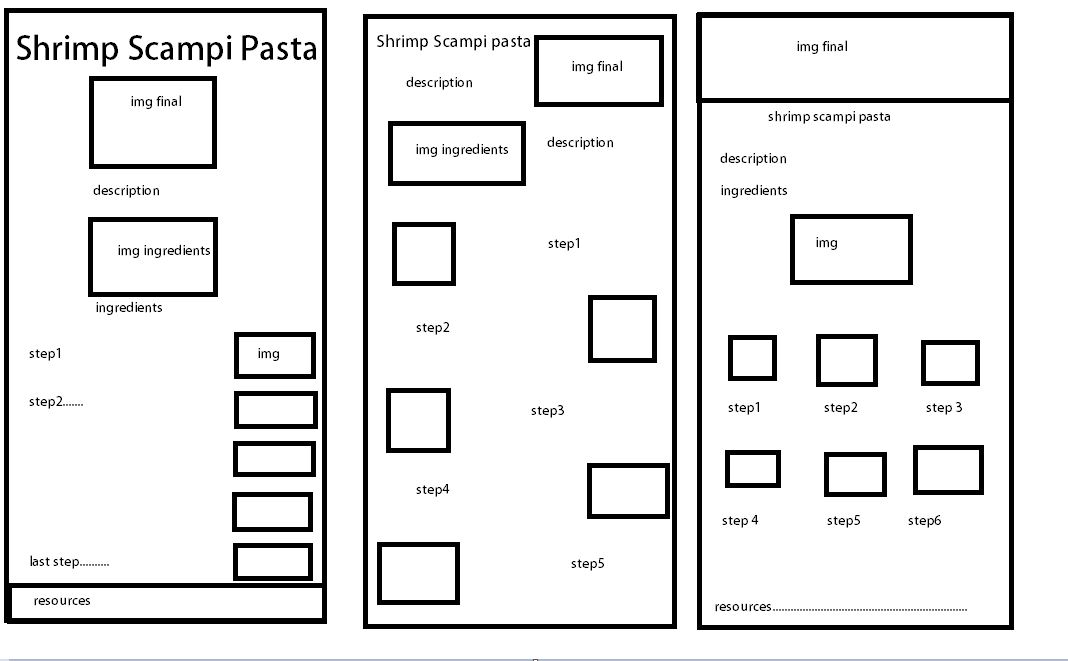 Shrimp Scampi Pasta
img final
description
img ingredients
ingredients
step1
img
step2.......
last step..........
resources
Shrimp Scampi pasta
img final
description
img ingredients
description
step1
step2
step3
step4
step5
img final
shrimp scampi pasta
description
ingredients
img
step1
step2
step 3
step 4
step5
step6
resources.................................................................